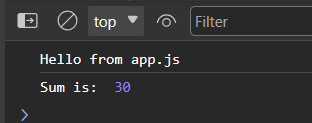 top Filter
Hello from app.js
Sum is: 30